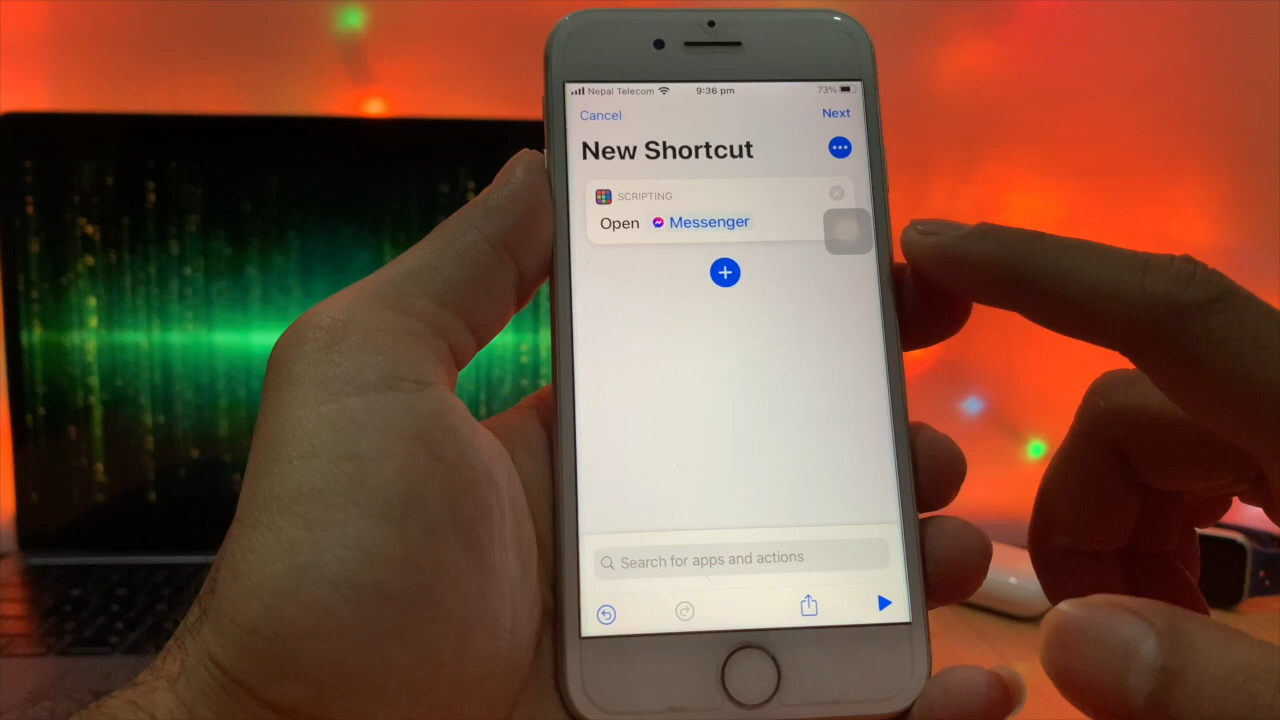 Nepal Telecom 9:36 pm 73%
Cancel Next
New Shortcut
SCRIPTING
Open Messenger
Search for apps and actions